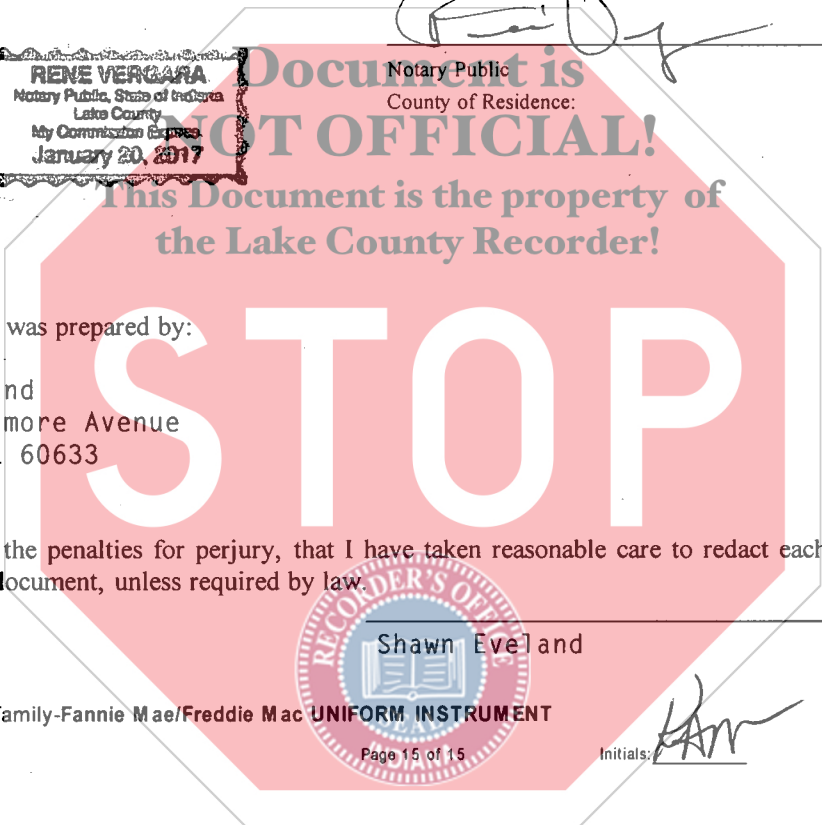 Document is
RENE VERGARA
Notary Public
Notary Public, State of Indiana
County of Residence:
Lake County
My Commission Expires
NOT OFFICIAL!
January 20, 2017
This Document is the property of
the Lake County Recorder!
was prepared by:
STOP
nd
more Avenue
60633
the penalties for perjury, that I have taken reasonable care to redact each
document, unless required by law.
RECORDER'S OFFICE
Shawn Eveland
SEAL
amily-Fannie Mae/Freddie Mac UNIFORM INSTRUMENT
INDIANA
Page 15 of 15
Initials: